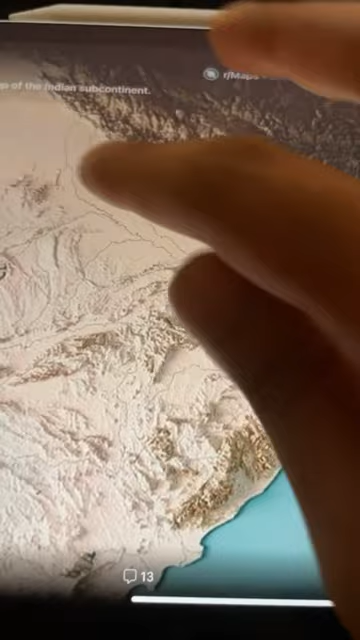 r/Maps
of the Indian subcontinent.
13